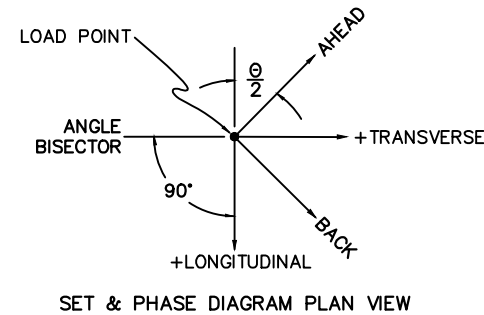 LOAD POINT
AHEAD
Θ
2
ANGLE
BISECTOR
+TRANSVERSE
90°
BACK
+LONGITUDINAL
SET & PHASE DIAGRAM PLAN VIEW